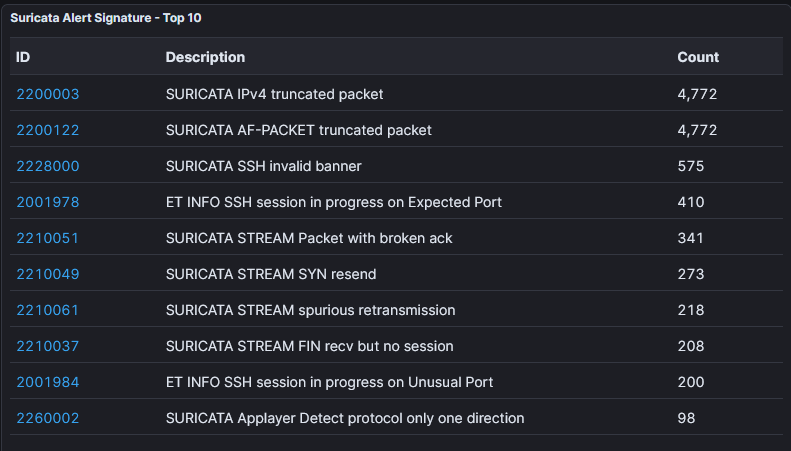 Suricata Alert Signature - Top 10
ID Description Count
2200003 SURICATA IPv4 truncated packet 4,772
2200122 SURICATA AF-PACKET truncated packet 4,772
2228000 SURICATA SSH invalid banner 575
2001978 ET INFO SSH session in progress on Expected Port 410
2210051 SURICATA STREAM Packet with broken ack 341
2210049 SURICATA STREAM SYN resend 273
2210061 SURICATA STREAM spurious retransmission 218
2210037 SURICATA STREAM FIN recv but no session 208
2001984 ET INFO SSH session in progress on Unusual Port 200
2260002 SURICATA Applayer Detect protocol only one direction 98